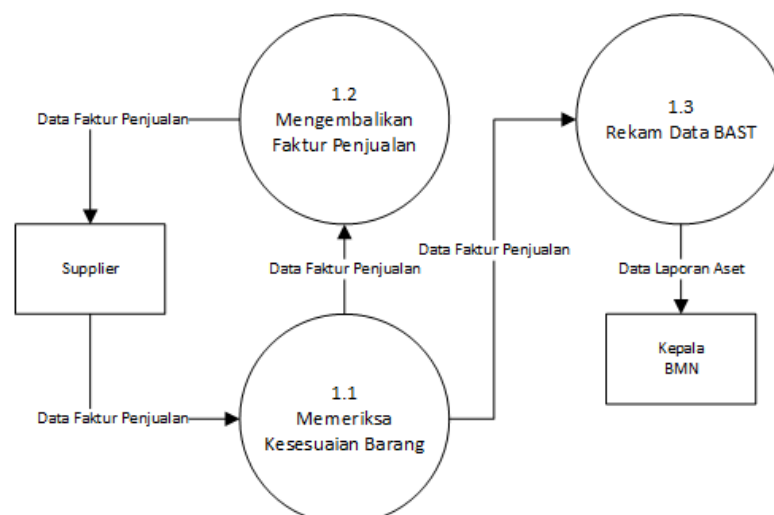 1.2
Mengembalikan
Faktur Penjualan
1.3
Rekam Data BAST
Data Faktur Penjualan
Data Faktur Penjualan
Supplier
Data Faktur Penjualan
Data Laporan Aset
Kepala
BMN
1.1
Memeriksa
Kesesuaian Barang
Data Faktur Penjualan